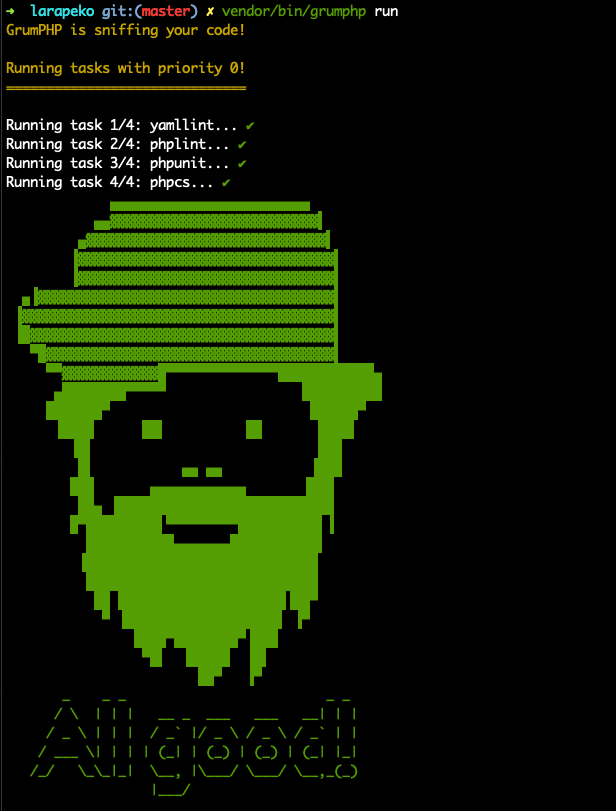 ➜ larapeko git:(master) ✗ vendor/bin/grumphp run
GrumPHP is sniffing your code!
Running tasks with priority 0!
==============================
Running task 1/4: yamllint... ✔
Running task 2/4: phplint... ✔
Running task 3/4: phpunit... ✔
Running task 4/4: phpcs... ✔
All good!